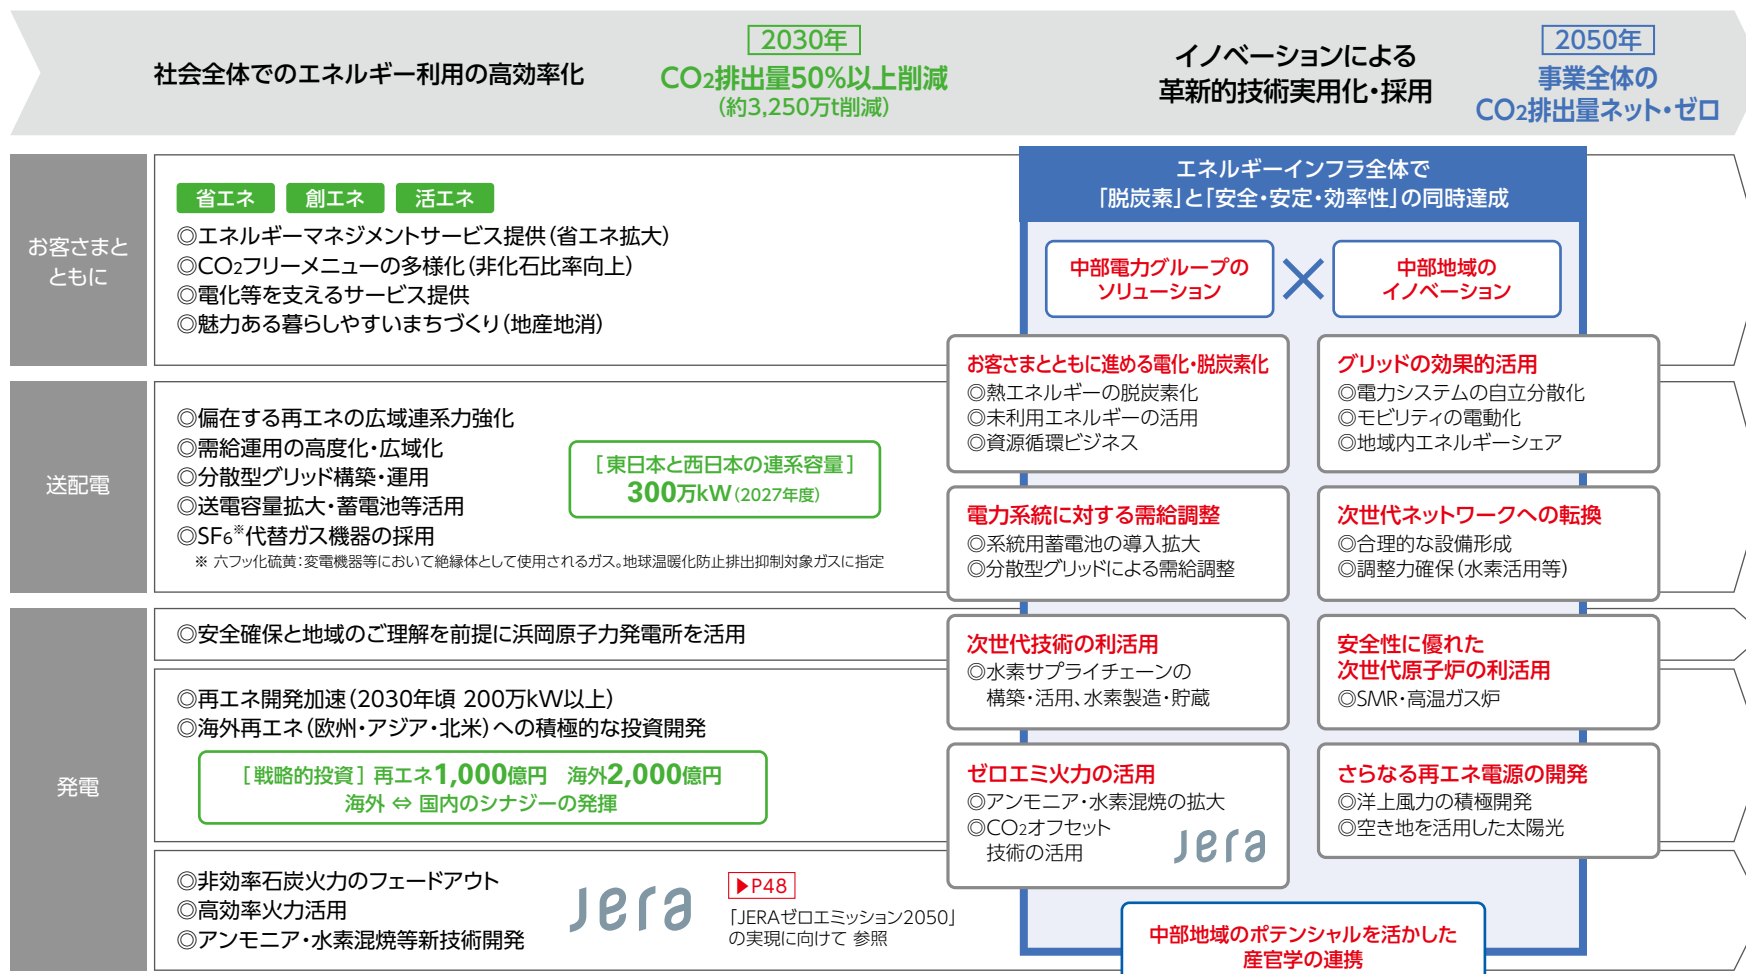 社会全体でのエネルギー利用の高効率化
2030年
CO2排出量50%以上削減
(約3,250万t削減)
イノベーションによる
革新的技術実用化・採用
2050年
事業全体の
CO2排出量ネット・ゼロ
お客さまと
ともに
省エネ 創エネ 活エネ
◎エネルギーマネジメントサービス提供(省エネ拡大)
◎CO2フリーメニューの多様化(非化石比率向上)
◎電化等を支えるサービス提供
◎魅力ある暮らしやすいまちづくり(地産地消)
送配電
◎偏在する再エネの広域連系力強化
◎需給運用の高度化・広域化
◎分散型グリッド構築・運用
◎送電容量拡大・蓄電池等活用
◎SF6※代替ガス機器の採用
※ 六フッ化硫黄：変電機器等において絶縁体として使用されるガス。地球温暖化防止排出抑制対象ガスに指定
[東日本と西日本の連系容量]
300万kW(2027年度)
発電
◎安全確保と地域のご理解を前提に浜岡原子力発電所を活用
◎再エネ開発加速(2030年頃 200万kW以上)
◎海外再エネ(欧州・アジア・北米)への積極的な投資開発
[戦略的投資] 再エネ1,000億円 海外2,000億円
海外 ⇔ 国内のシナジーの発揮
◎非効率石炭火力のフェードアウト
◎高効率火力活用
◎アンモニア・水素混焼等新技術開発
Jera
▶P48
「JERAゼロエミッション2050」
の実現に向けて 参照
エネルギーインフラ全体で
「脱炭素」と「安全・安定・効率性」の同時達成
中部電力グループの
ソリューション
×
中部地域の
イノベーション
お客さまとともに進める電化・脱炭素化
◎熱エネルギーの脱炭素化
◎未利用エネルギーの活用
◎資源循環ビジネス
グリッドの効果的活用
◎電力システムの自立分散化
◎モビリティの電動化
◎地域内エネルギーシェア
電力系統に対する需給調整
◎系統用蓄電池の導入拡大
◎分散型グリッドによる需給調整
次世代ネットワークへの転換
◎合理的な設備形成
◎調整力確保(水素活用等)
次世代技術の利活用
◎水素サプライチェーンの
構築・活用、水素製造・貯蔵
安全性に優れた
次世代原子炉の利活用
◎SMR・高温ガス炉
ゼロエミ火力の活用
◎アンモニア・水素混焼の拡大
◎CO2オフセット
技術の活用
Jera
さらなる再エネ電源の開発
◎洋上風力の積極開発
◎空き地を活用した太陽光
中部地域のポテンシャルを活かした
産官学の連携